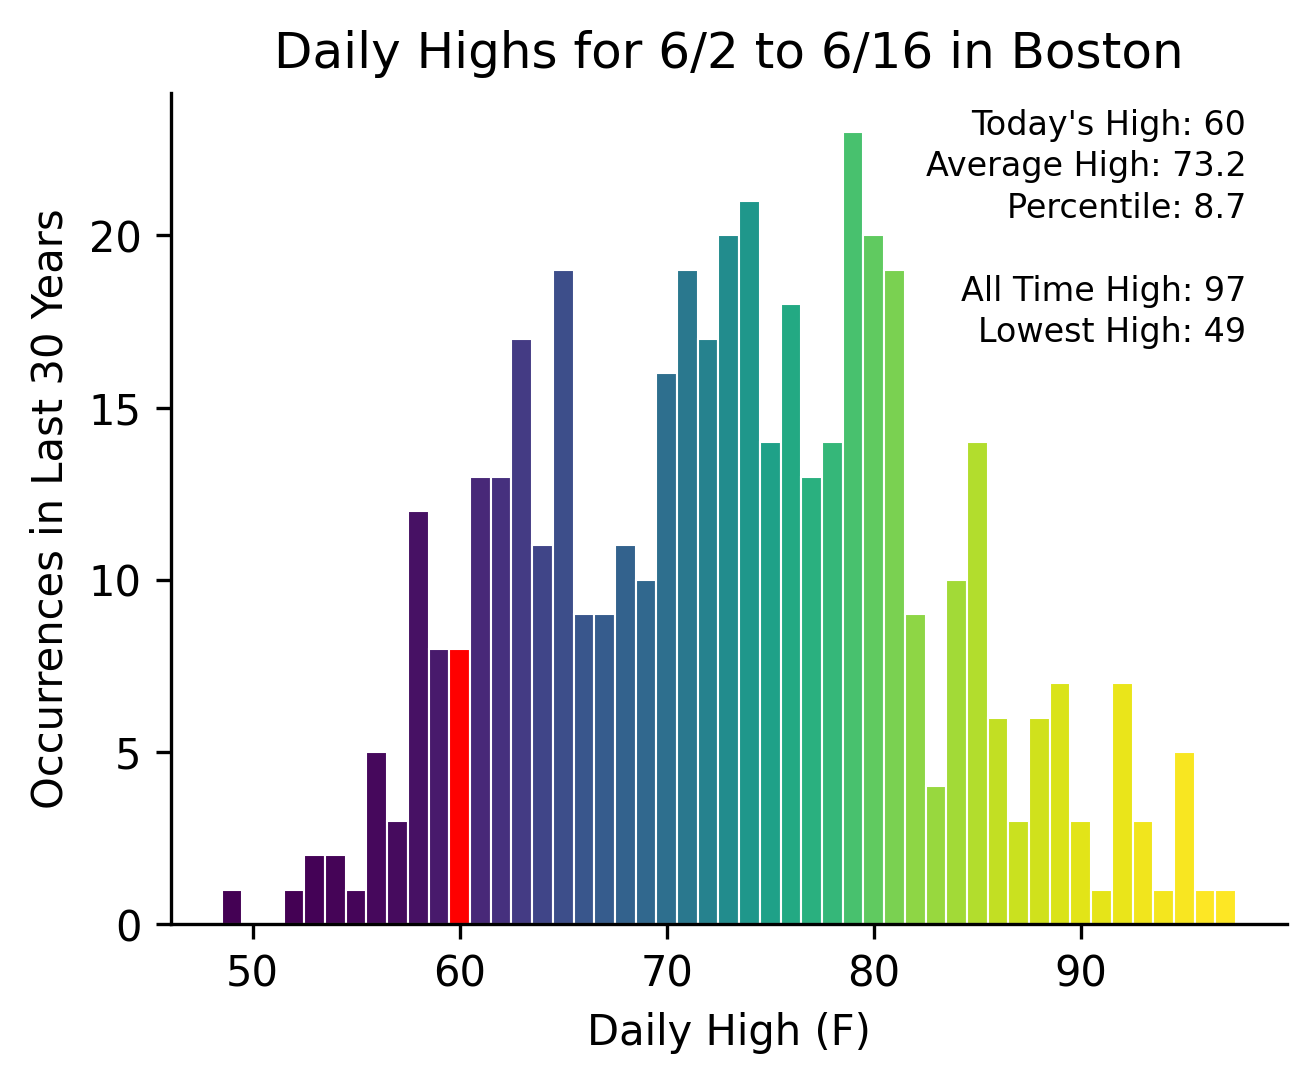 Daily Highs for 6/2 to 6/16 in Boston
Today's High: 60
Average High: 73.2
Percentile: 8.7
All Time High: 97
Lowest High: 49
Occurrences in Last 30 Years
20
15
10
5
0
50 60 70 80 90
Daily High (F)